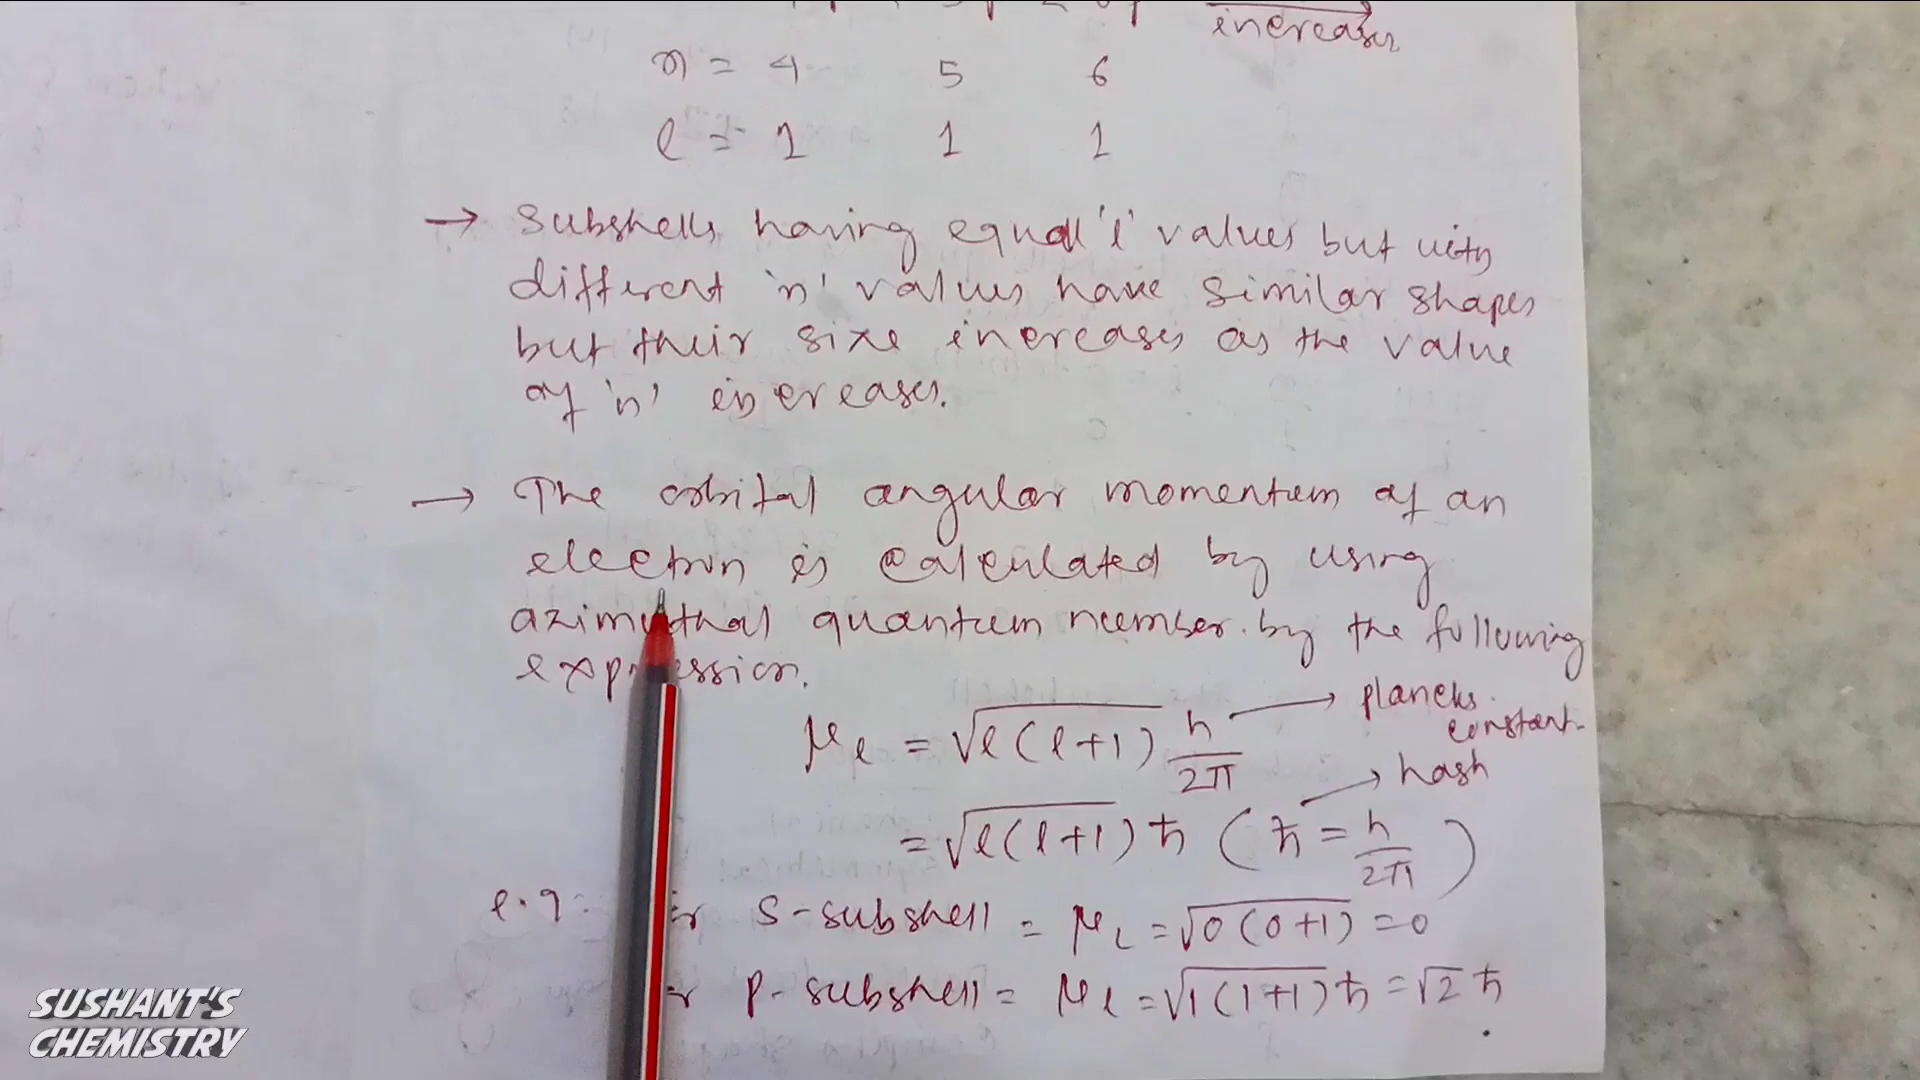 increases
n = 4 5 6
l = 1 1 1
→ Subshells having equal 'l' values but with
different 'n' values have similar shapes
but their size increases as the value
of 'n' increases.
→ The orbital angular momentum of an
electron is calculated by using
azimuthal quantum number by the following
expression.
μl = √l(l+1) h/2π → plancks constant
= √l(l+1) ħ (ħ = h/2π) → hash
e.g: S-subshell = μL = √0(0+1) = 0
P-subshell = μl = √1(1+1) ħ = √2 ħ
SUSHANT'S
CHEMISTRY